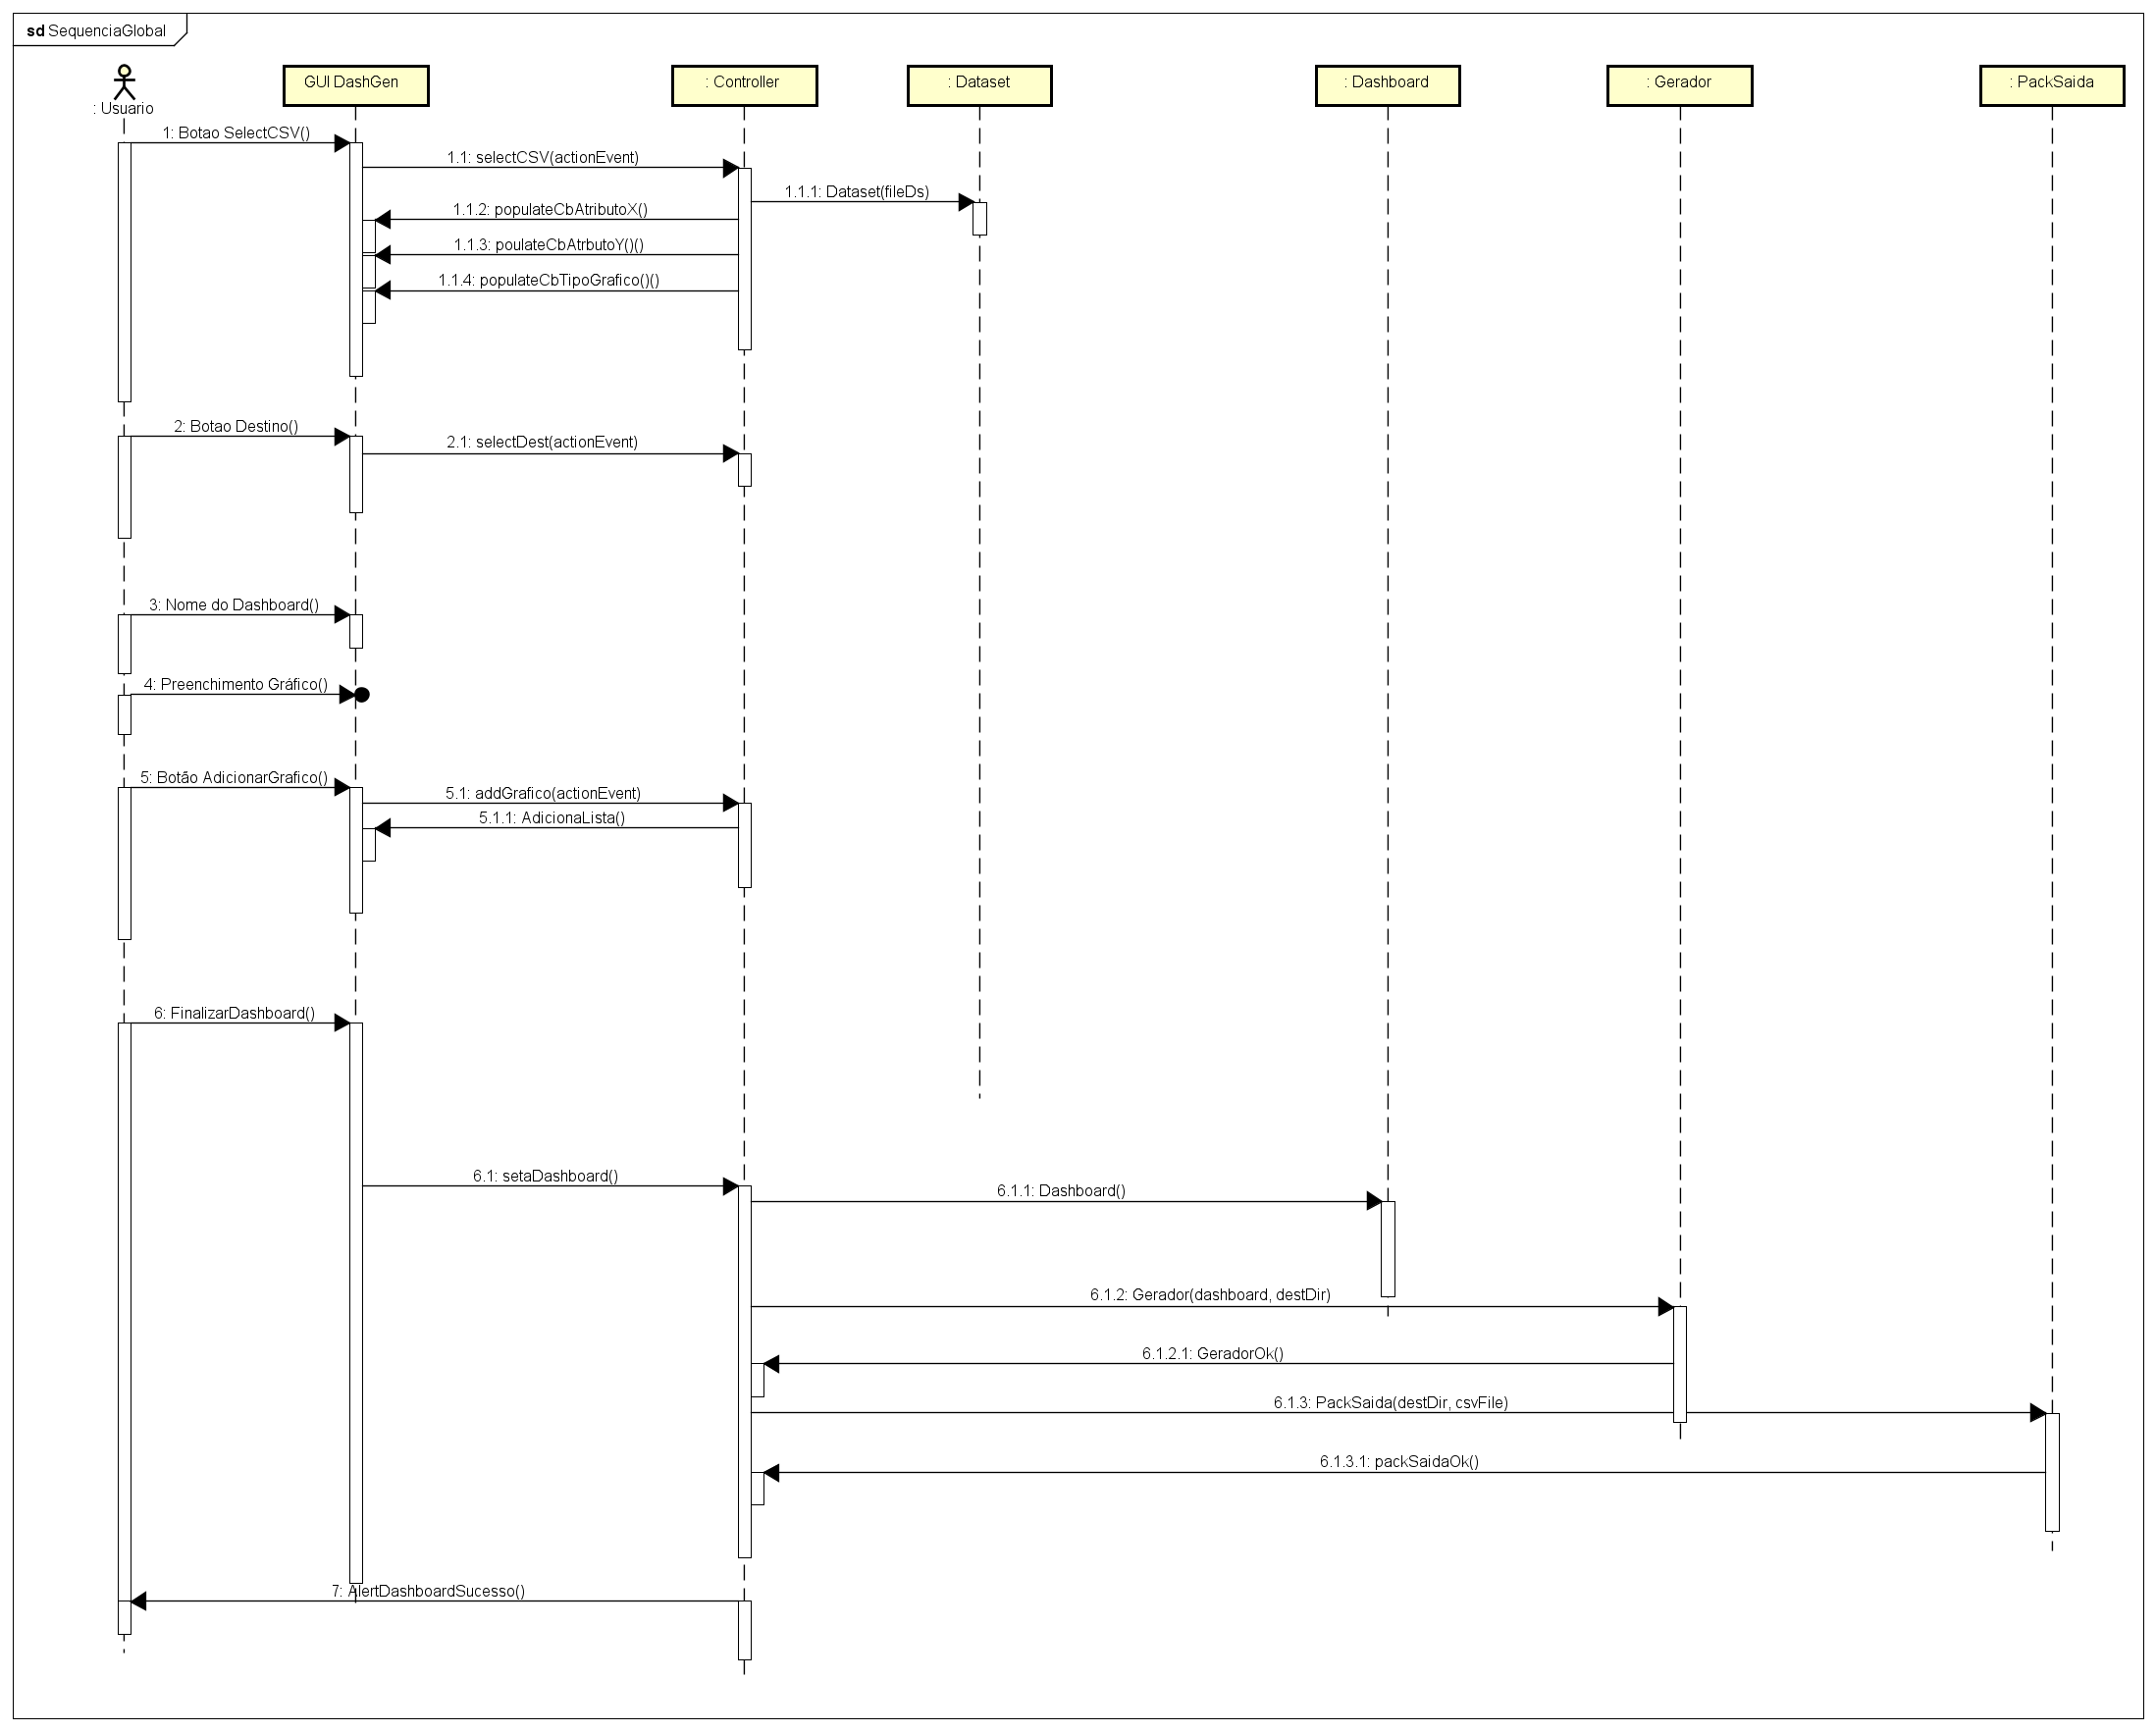 sd SequenciaGlobal
: Usuario
GUI DashGen
: Controller
: Dataset
: Dashboard
: Gerador
: PackSaida
1: Botao SelectCSV()
1.1: selectCSV(actionEvent)
1.1.1: Dataset(fileDs)
1.1.2: populateCbAtributoX()
1.1.3: poulateCbAtrbutoY()()
1.1.4: populateCbTipoGrafico()()
2: Botao Destino()
2.1: selectDest(actionEvent)
3: Nome do Dashboard()
4: Preenchimento Gráfico()
5: Botão AdicionarGrafico()
5.1: addGrafico(actionEvent)
5.1.1: AdicionaLista()
6: FinalizarDashboard()
6.1: setaDashboard()
6.1.1: Dashboard()
6.1.2: Gerador(dashboard, destDir)
6.1.2.1: GeradorOk()
6.1.3: PackSaida(destDir, csvFile)
6.1.3.1: packSaidaOk()
7: AlertDashboardSucesso()